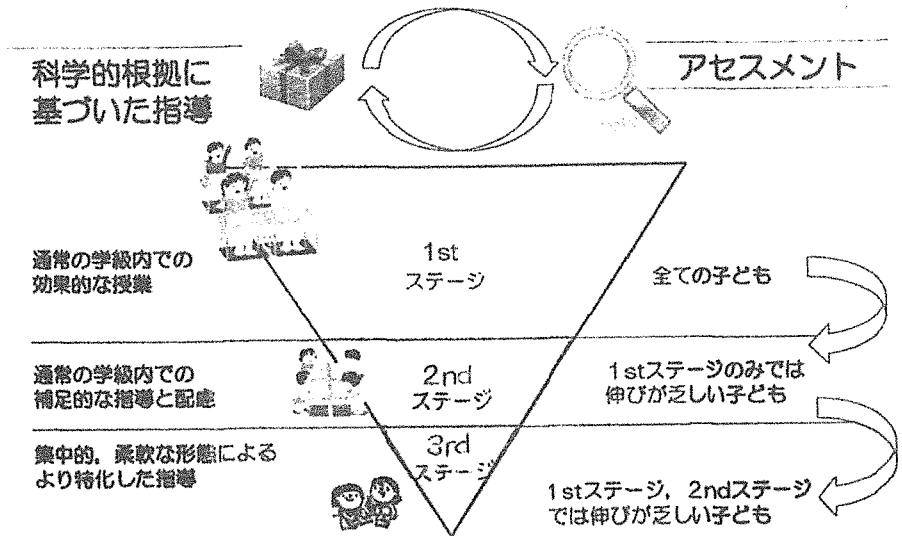 科学的根拠に
基づいた指導
アセスメント
通常の学級内での
効果的な授業
1st
ステージ
全ての子ども
通常の学級内での
補足的な指導と配慮
2nd
ステージ
1stステージのみでは
伸びが乏しい子ども
集中的，柔軟な形態による
より特化した指導
3rd
ステージ
1stステージ，2ndステージ
では伸びが乏しい子ども